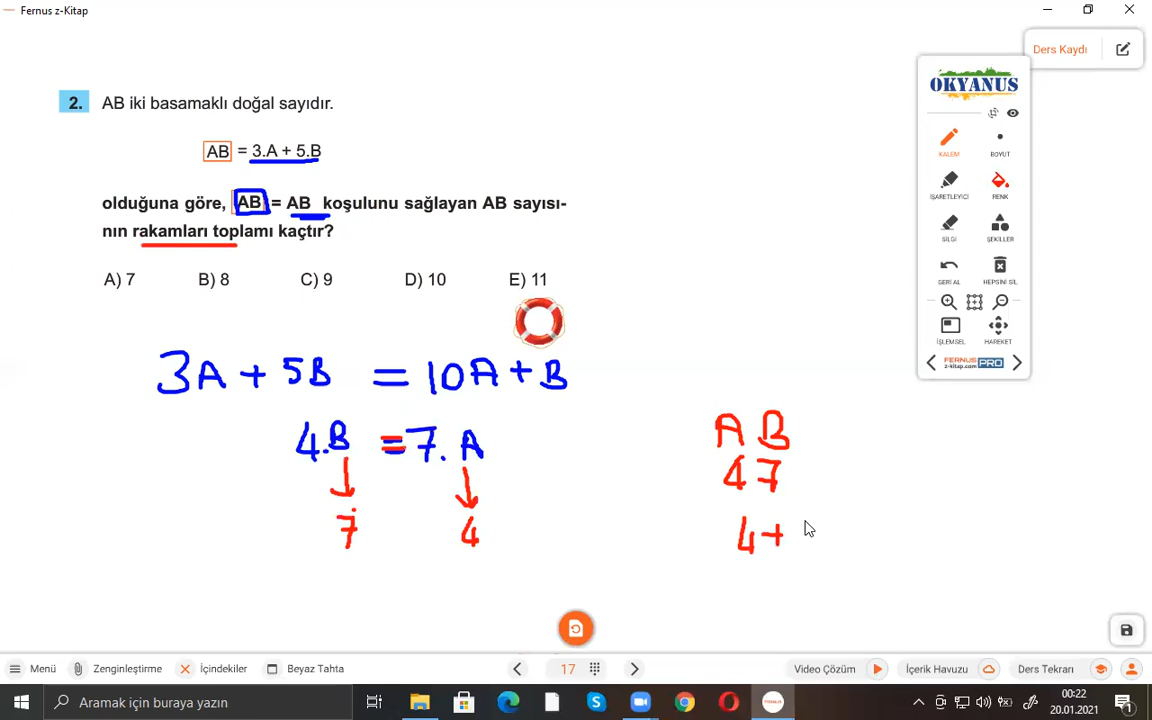 Fernus z-Kitap
Ders Kaydı
OKYANUS
KALEM
BOYUT
İŞARETLEYİCİ
RENK
SİLGİ
ŞEKİLLER
GERİ AL
HEPSİNİ SİL
İŞLEMSEL
HAREKET
FERNUS PRO
z-kitap.com
2. AB iki basamaklı doğal sayıdır.
AB = 3.A + 5.B
olduğuna göre, AB = AB koşulunu sağlayan AB sayısı-
nın rakamları toplamı kaçtır?
A) 7 B) 8 C) 9 D) 10 E) 11
3A + 5B = 10A + B
4.B = 7.A
7 4
A B
4 7
4 +
Menü Zenginleştirme İçindekiler Beyaz Tahta 17 Video Çözüm İçerik Havuzu Ders Tekrarı
Aramak için buraya yazın
00:22
20.01.2021
1